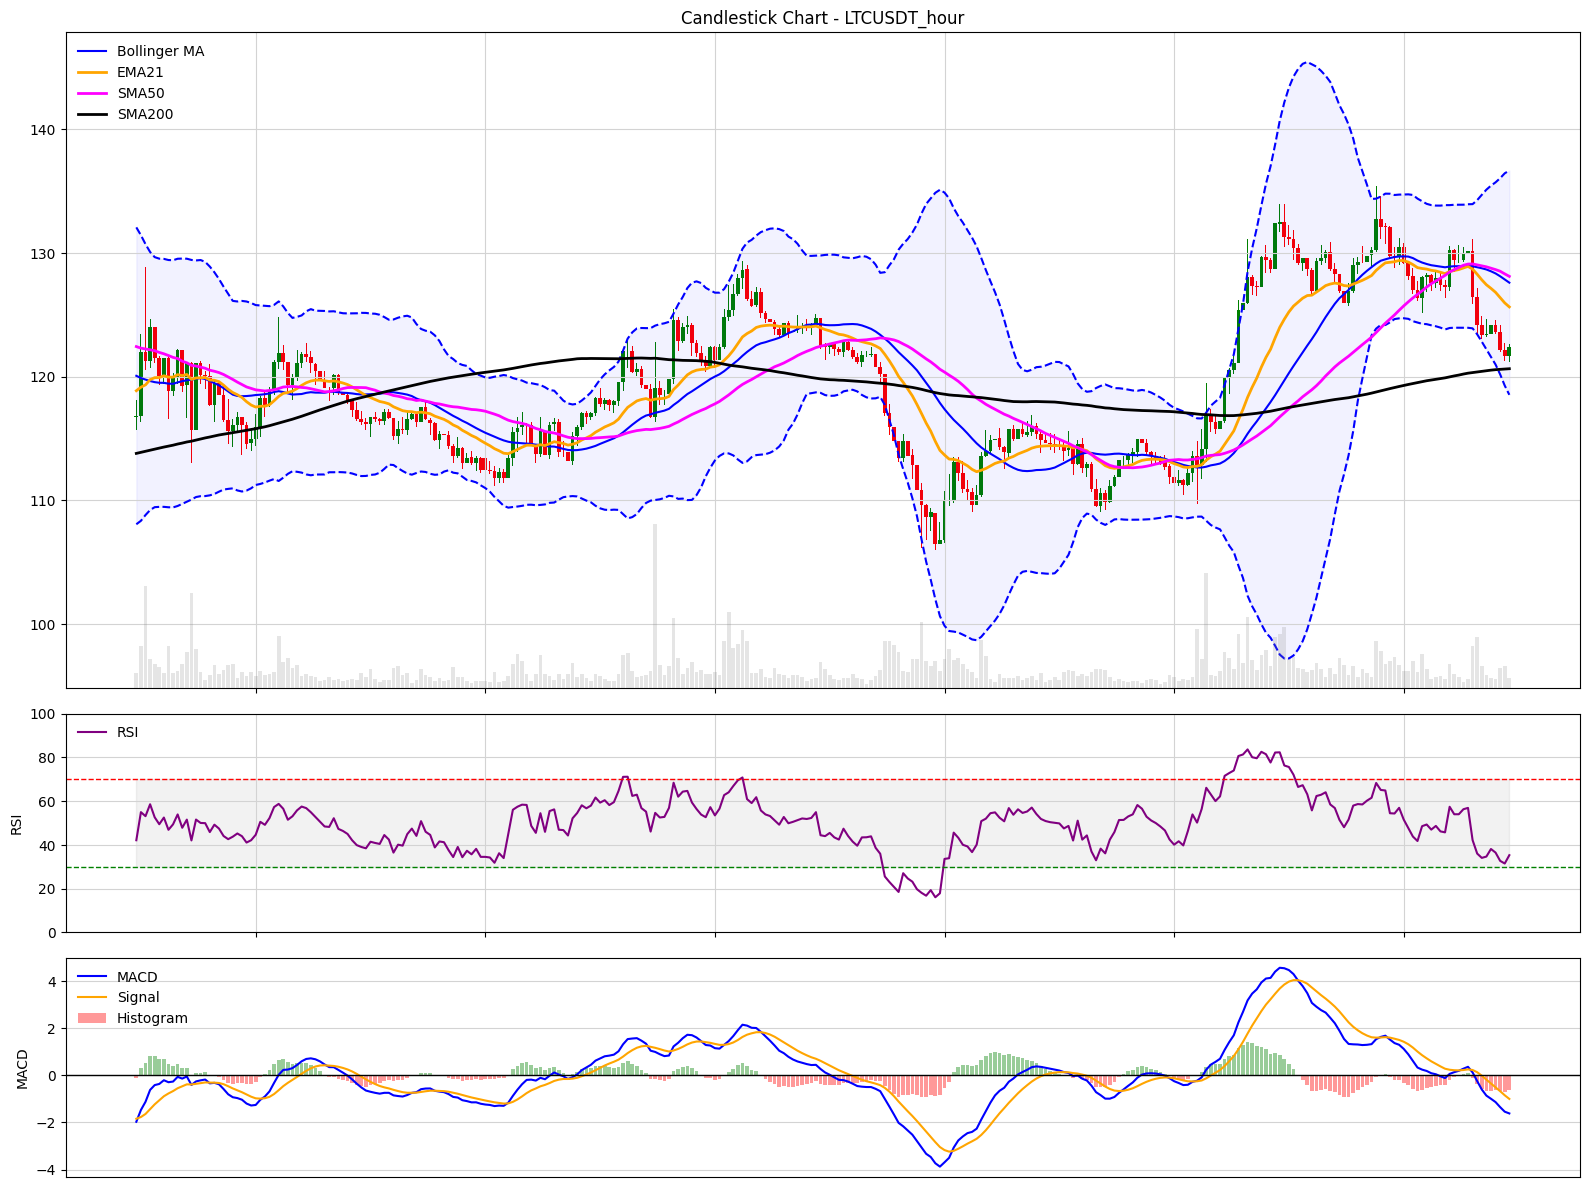 Candlestick Chart - LTCUSDT_hour
Bollinger MA
EMA21
SMA50
SMA200
140
130
120
110
100
100
80
60
40
20
0
RSI
RSI
4
2
0
−2
−4
MACD
MACD
Signal
Histogram